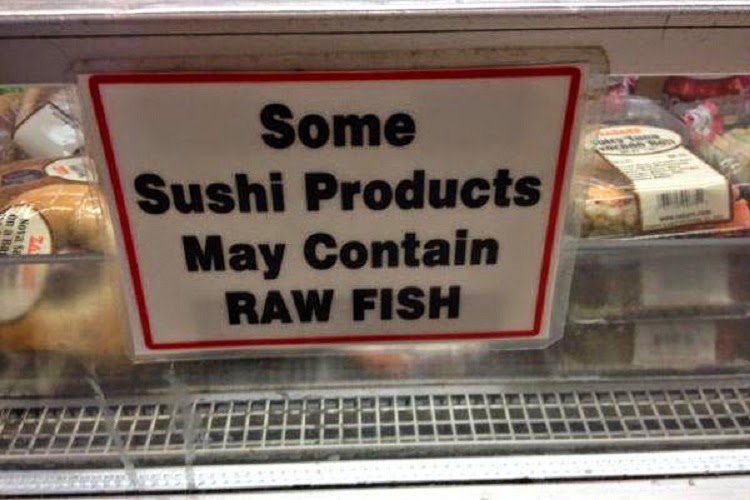 Some
Sushi Products
May Contain
RAW FISH